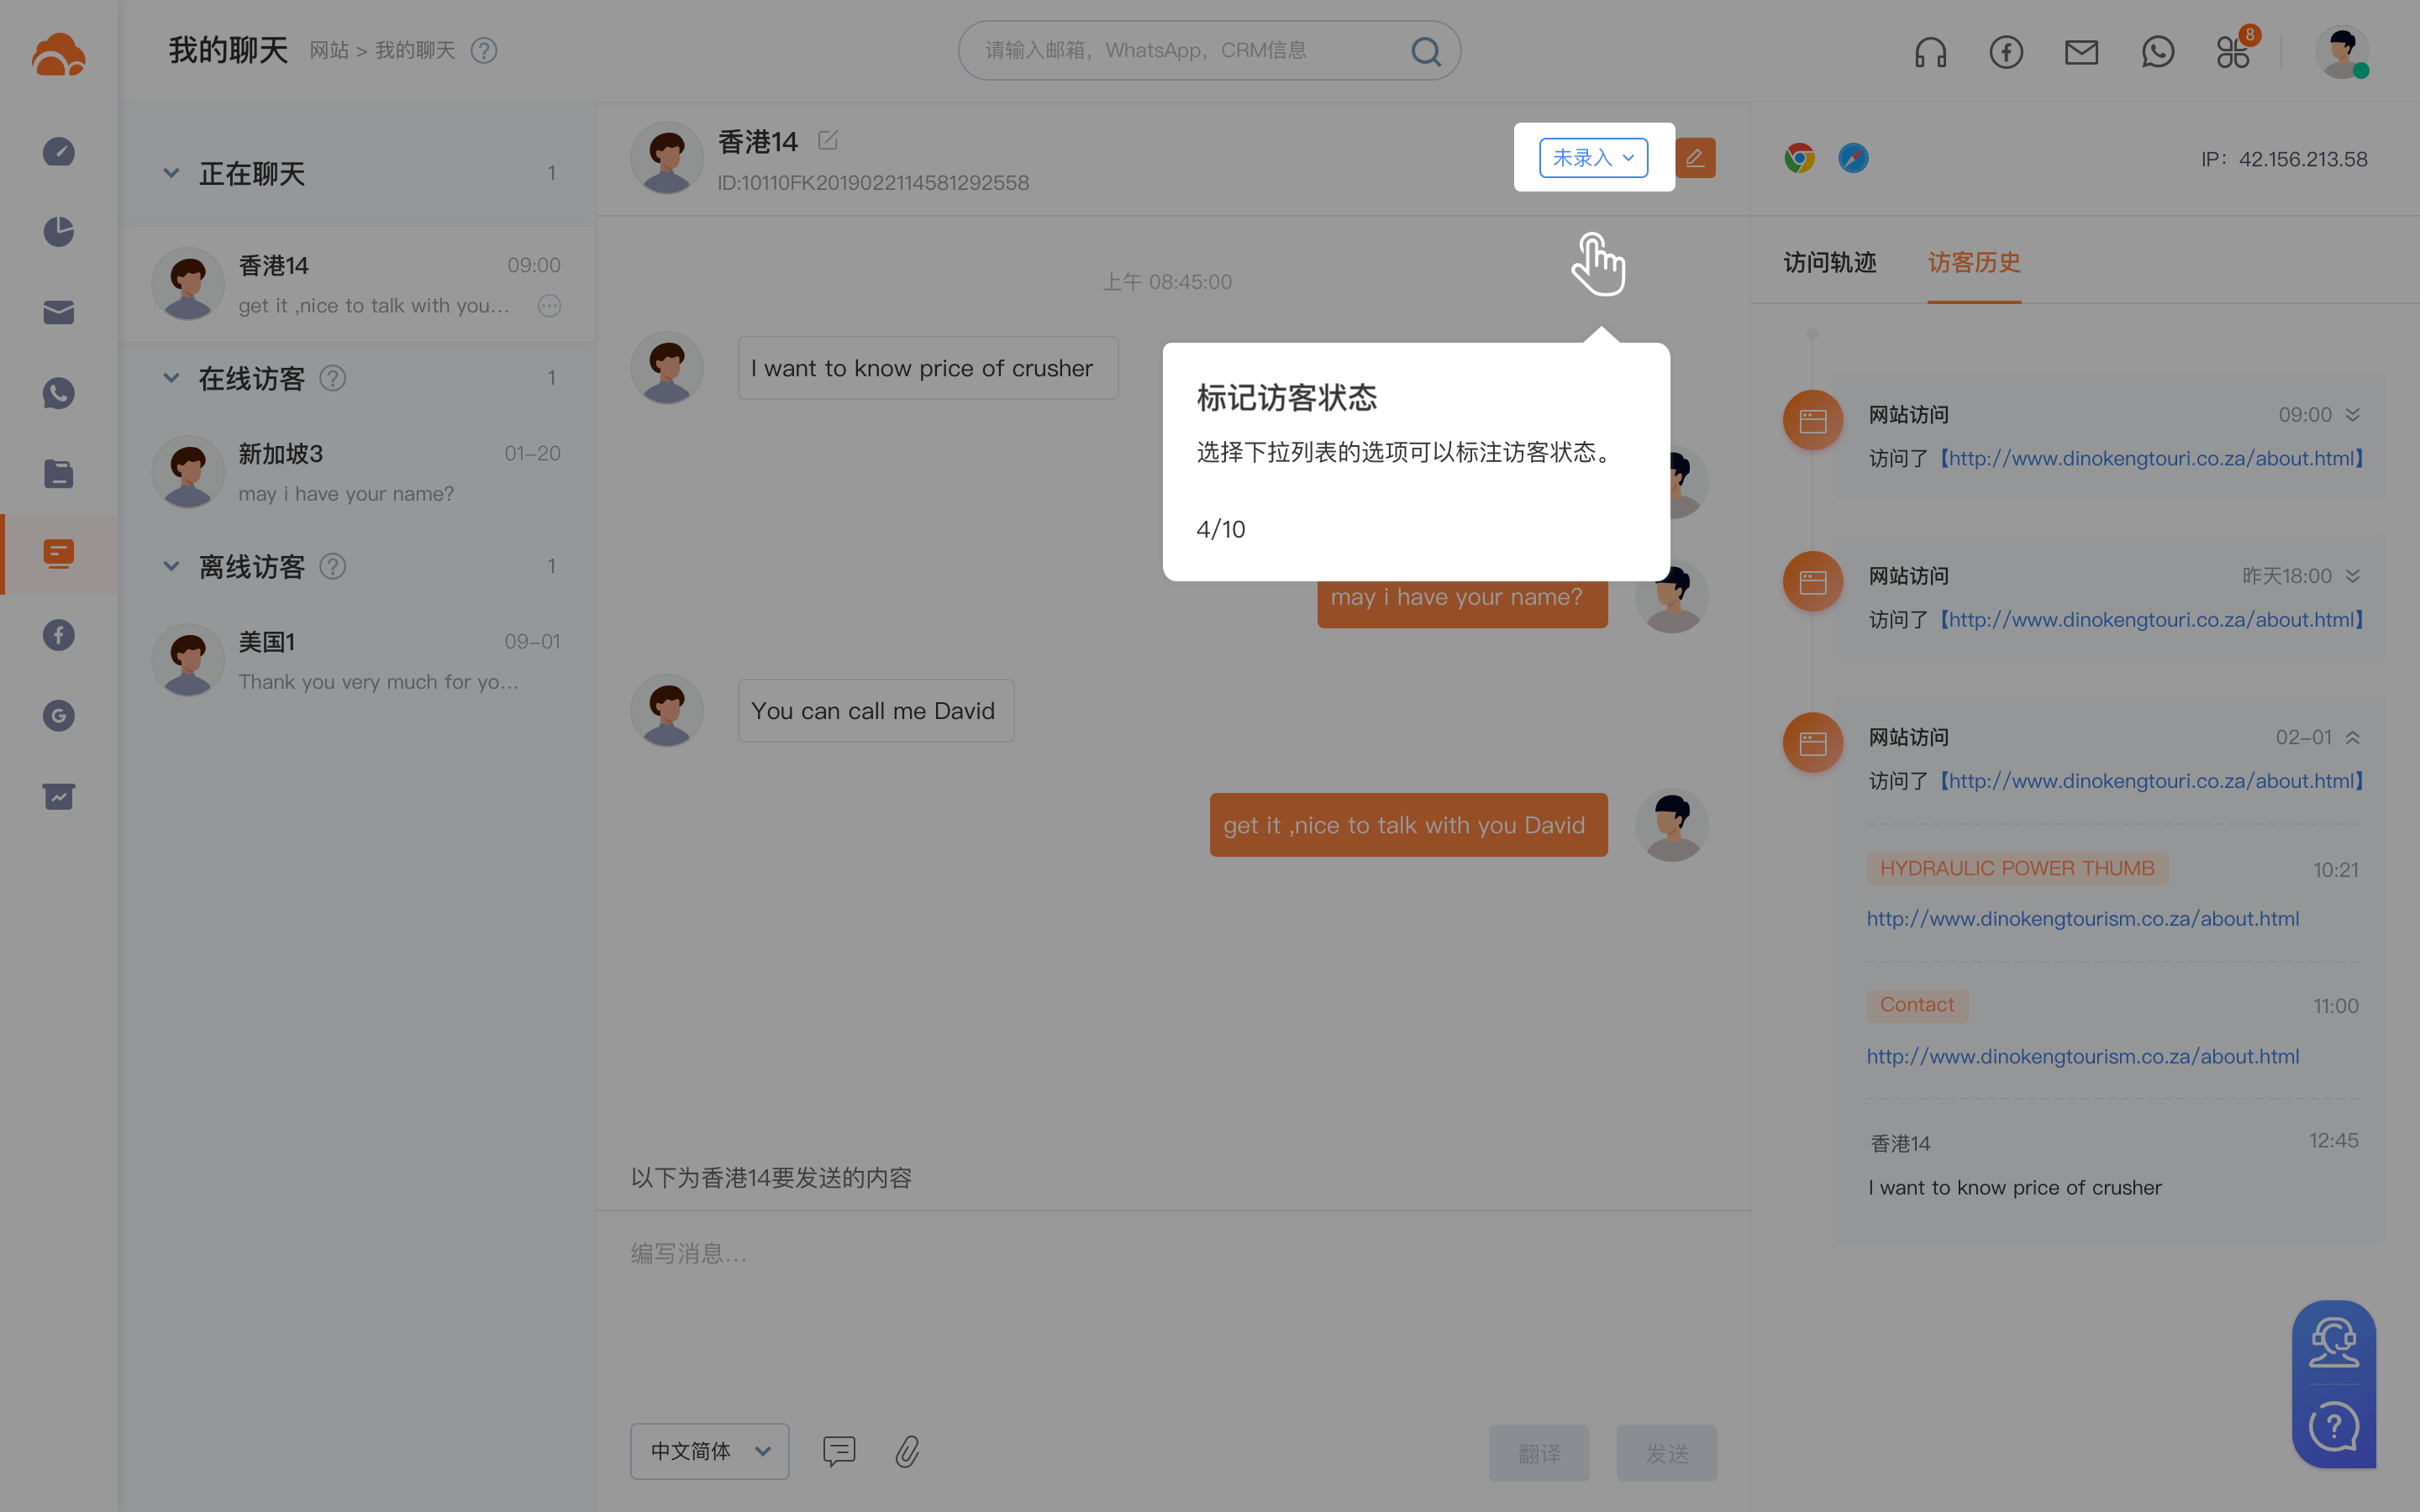 我的聊天
网站 > 我的聊天
请输入邮箱，WhatsApp，CRM信息
8
正在聊天
1
香港14
09:00
get it ,nice to talk with you...
在线访客
1
新加坡3
01-20
may i have your name?
离线访客
1
美国1
09-01
Thank you very much for yo...
香港14
ID:10110FK2019022114581292558
未录入
上午 08:45:00
I want to know price of crusher
标记访客状态
选择下拉列表的选项可以标注访客状态。
4/10
may i have your name?
You can call me David
get it ,nice to talk with you David
以下为香港14要发送的内容
编写消息...
中文简体
翻译
发送
IP：42.156.213.58
访问轨迹
访客历史
网站访问
09:00
访问了【http://www.dinokengtouri.co.za/about.html】
网站访问
昨天18:00
访问了【http://www.dinokengtouri.co.za/about.html】
网站访问
02-01
访问了【http://www.dinokengtouri.co.za/about.html】
HYDRAULIC POWER THUMB
10:21
http://www.dinokengtourism.co.za/about.html
Contact
11:00
http://www.dinokengtourism.co.za/about.html
香港14
12:45
I want to know price of crusher